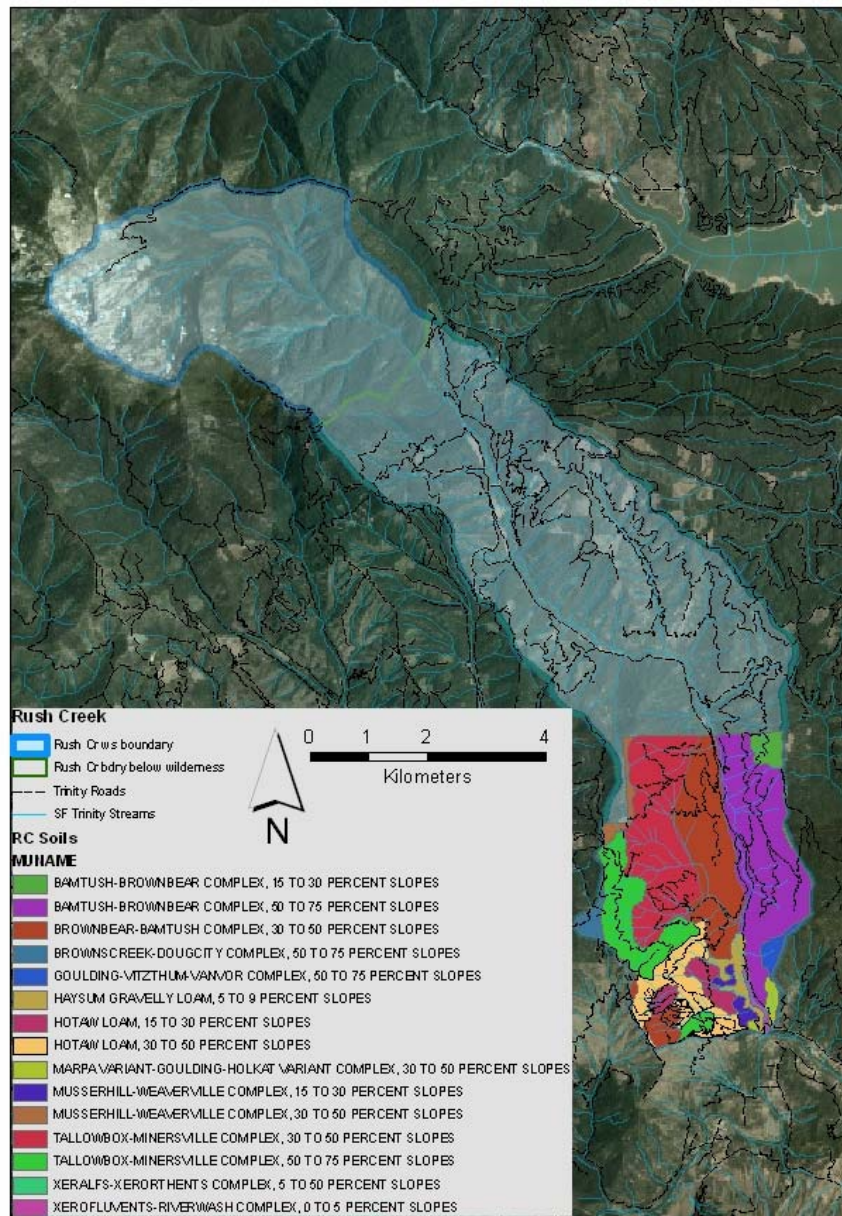 Rush Creek
Rush Cr ws boundary
Rush Cr bdry below wilderness
Trinity Roads
SF Trinity Streams
0 1 2 4
Kilometers
N
RC Soils
MUNAME
BAMTUSH-BROWNBEAR COMPLEX, 15 TO 30 PERCENT SLOPES
BAMTUSH-BROWNBEAR COMPLEX, 50 TO 75 PERCENT SLOPES
BROWNBEAR-BAMTUSH COMPLEX, 30 TO 50 PERCENT SLOPES
BROWNSCREEK-DOUGCITY COMPLEX, 50 TO 75 PERCENT SLOPES
GOULDING-VITZTHUM-VANVOR COMPLEX, 50 TO 75 PERCENT SLOPES
HAYSUM GRAVELLY LOAM, 5 TO 9 PERCENT SLOPES
HOTAW LOAM, 15 TO 30 PERCENT SLOPES
HOTAW LOAM, 30 TO 50 PERCENT SLOPES
MARPA VARIANT-GOULDING-HOLKAT VARIANT COMPLEX, 30 TO 50 PERCENT SLOPES
MUSSERHILL-WEAVERVILLE COMPLEX, 15 TO 30 PERCENT SLOPES
MUSSERHILL-WEAVERVILLE COMPLEX, 30 TO 50 PERCENT SLOPES
TALLOWBOX-MINERSVILLE COMPLEX, 30 TO 50 PERCENT SLOPES
TALLOWBOX-MINERSVILLE COMPLEX, 50 TO 75 PERCENT SLOPES
XERALFS-XERORTHENTS COMPLEX, 5 TO 50 PERCENT SLOPES
XEROFLUVENTS-RIVERWASH COMPLEX, 0 TO 5 PERCENT SLOPES